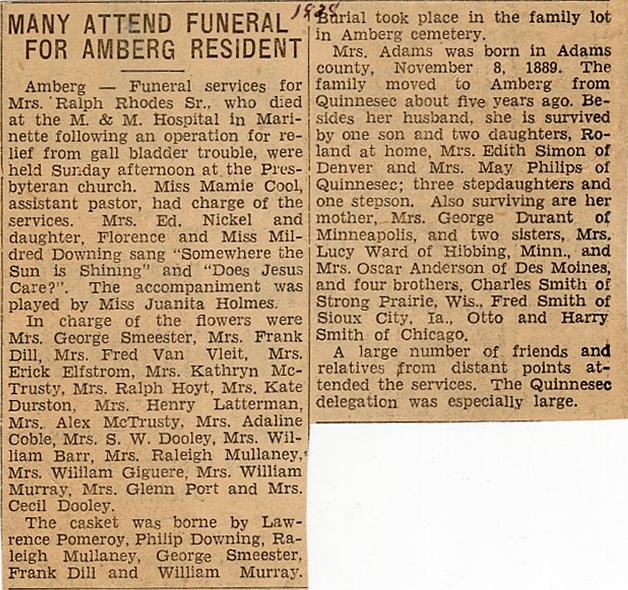 MANY ATTEND FUNERAL
FOR AMBERG RESIDENT
Amberg — Funeral services for
Mrs. Ralph Rhodes Sr., who died
at the M. & M. Hospital in Mari-
nette following an operation for re-
lief from gall bladder trouble, were
held Sunday afternoon at the Pres-
byteran church. Miss Mamie Cool,
assistant pastor, had charge of the
services. Mrs. Ed. Nickel and
daughter, Florence and Miss Mil-
dred Downing sang "Somewhere the
Sun is Shining" and "Does Jesus
Care?". The accompaniment was
played by Miss Juanita Holmes.
In charge of the flowers were
Mrs. George Smeester, Mrs. Frank
Dill, Mrs. Fred Van Vleit, Mrs.
Erick Elfstrom, Mrs. Kathryn Mc-
Trusty, Mrs. Ralph Hoyt, Mrs. Kate
Durston, Mrs. Henry Latterman,
Mrs. Alex McTrusty, Mrs. Adaline
Coble, Mrs. S. W. Dooley, Mrs. Wil-
liam Barr, Mrs. Raleigh Mullaney,
Mrs. William Giguere, Mrs. William
Murray, Mrs. Glenn Port and Mrs.
Cecil Dooley.
The casket was borne by Law-
rence Pomeroy, Philip Downing, Ra-
leigh Mullaney, George Smeester,
Frank Dill and William Murray.
Burial took place in the family lot
in Amberg cemetery.
Mrs. Adams was born in Adams
county, November 8, 1889. The
family moved to Amberg from
Quinnesec about five years ago. Be-
sides her husband, she is survived
by one son and two daughters, Ro-
land at home, Mrs. Edith Simon of
Denver and Mrs. May Philips of
Quinnesec; three stepdaughters and
one stepson. Also surviving are her
mother, Mrs. George Durant of
Minneapolis, and two sisters, Mrs.
Lucy Ward of Hibbing, Minn., and
Mrs. Oscar Anderson of Des Moines,
and four brothers, Charles Smith of
Strong Prairie, Wis., Fred Smith of
Sioux City, Ia., Otto and Harry
Smith of Chicago.
A large number of friends and
relatives from distant points at-
tended the services. The Quinnesec
delegation was especially large.